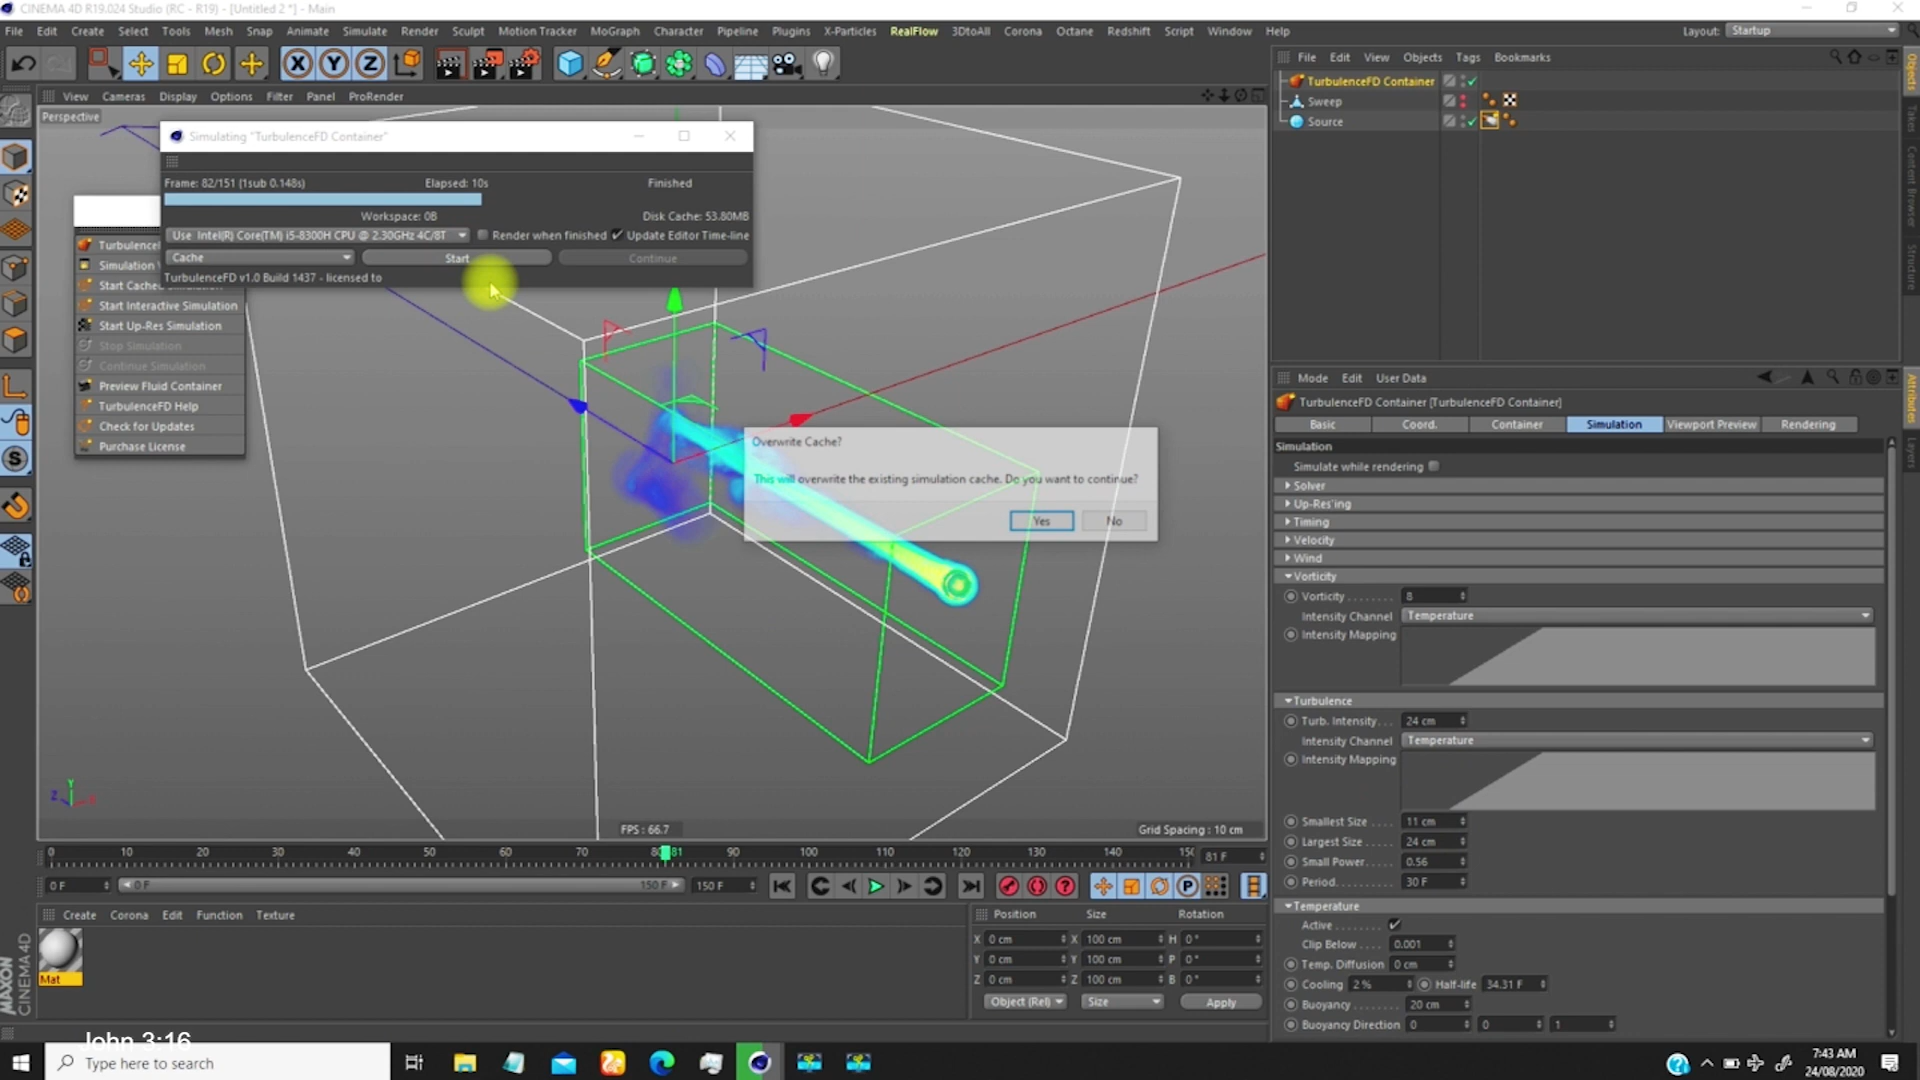 CINEMA 4D R19.024 Studio (RC - R19) - [Untitled 2 *] - Main
File Edit Create Select Tools Mesh Snap Animate Simulate Render Sculpt Motion Tracker MoGraph Character Pipeline Plugins X-Particles RealFlow 3DtoAll Corona Octane Redshift Script Window Help
Layout: Startup
View Cameras Display Options Filter Panel ProRender
Perspective
Simulating "TurbulenceFD Container"
Frame: 82/151 (1sub 0.148s) Elapsed: 10s Finished
Workspace: 0B Disk Cache: 53.80MB
Use Intel(R) Core(TM) i5-8300H CPU @ 2.30GHz 4C/8T Render when finished Update Editor Time-line
Cache Start Continue
TurbulenceFD v1.0 Build 1437 - licensed to
Start Interactive Simulation
Start Up-Res Simulation
Stop Simulation
Continue Simulation
Preview Fluid Container
TurbulenceFD Help
Check for Updates
Purchase License
Overwrite Cache?
This will overwrite the existing simulation cache. Do you want to continue?
Yes No
FPS : 66.7
Grid Spacing : 10 cm
0 10 20 30 40 50 60 70 81 90 100 110 120 130 140
81 F
0 F 0 F 150 F 150 F
Create Corona Edit Function Texture
Mat
MAXON
CINEMA 4D
Position Size Rotation
X 0 cm X 100 cm H 0°
Y 0 cm Y 100 cm P 0°
Z 0 cm Z 100 cm B 0°
Object (Rel) Size Apply
File Edit View Objects Tags Bookmarks
TurbulenceFD Container
Sweep
Source
Objects
Takes
Content Browser
Structure
Mode Edit User Data
TurbulenceFD Container [TurbulenceFD Container]
Basic Coord. Container Simulation Viewport Preview Rendering
Simulation
Simulate while rendering
Solver
Up-Res'ing
Timing
Velocity
Wind
Vorticity
Vorticity 8
Intensity Channel Temperature
Intensity Mapping
Turbulence
Turb. Intensity 24 cm
Intensity Channel Temperature
Intensity Mapping
Smallest Size 11 cm
Largest Size 24 cm
Small Power 0.56
Period 30 F
Temperature
Active
Clip Below 0.001
Temp. Diffusion 0 cm
Cooling 2 % Half-life 34.31 F
Buoyancy 20 cm
Buoyancy Direction 0 0 1
Attributes
Layers
John 3:16
Type here to search
7:43 AM
24/08/2020